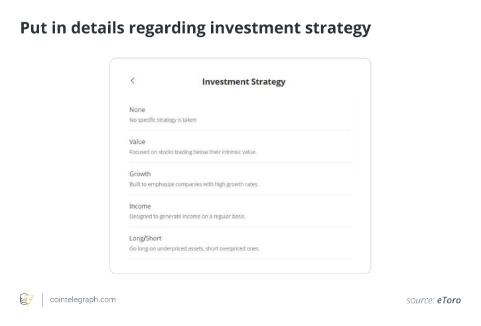 Put in details regarding investment strategy
Investment Strategy
None
No specific strategy is taken
Value
Focused on stocks trading below their intrinsic value.
Growth
Built to emphasize companies with high growth rates.
Income
Designed to generate income on a regular basis
Long/Short
Go long on underpriced assets, short overpriced ones.
cointelegraph.com
source: eToro